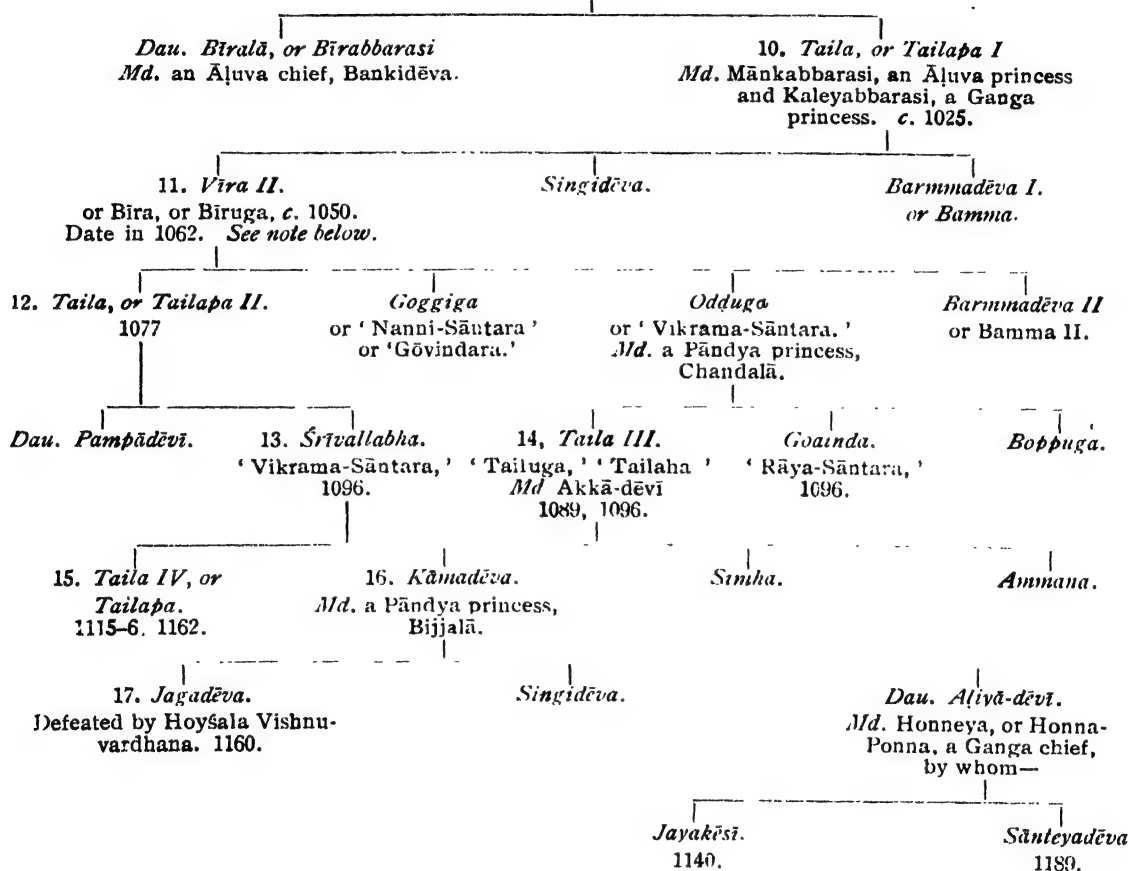 Dau. Bīralā, or Bīrabbarasi
Md. an Āḷuva chief, Bankidēva.
10. Taila, or Tailapa I
Md. Mānkabbarasi, an Āḷuva princess
and Kaleyabbarasi, a Ganga
princess. c. 1025.
11. Vīra II.
or Bīra, or Bīruga, c. 1050.
Date in 1062. See note below.
Singidēva.
Barmmadēva I.
or Bamma.
12. Taila, or Tailapa II.
1077
Goggiga
or ‘ Nanni-Sāntara ’
or ‘Gōvindara.’
Oḍḍuga
or ‘ Vikrama-Sāntara. ’
Md. a Pāndya princess,
Chandalā.
Barmmadēva II
or Bamma II.
Dau. Pampādēvī.
13. Śrīvallabha.
‘ Vikrama-Sāntara, ’
1096.
14, Taila III.
‘ Tailuga, ’ ‘ Tailaha ’
Md Akkā-dēvī
1089, 1096.
Goainda.
‘ Rāya-Sāntara, ’
1096.
Boppuga.
15. Taila IV, or
Tailapa.
1115-6. 1162.
16. Kāmadēva.
Md. a Pāndya princess,
Bijjalā.
Simha.
Ammana.
17. Jagadēva.
Defeated by Hoyśala Vishnu-
vardhana. 1160.
Singidēva.
Dau. Aḷiyā-dēvī.
Md. Honneya, or Honna-
Ponna, a Ganga chief,
by whom—
Jayakēsī.
1140.
Sānteyadēva
1189.